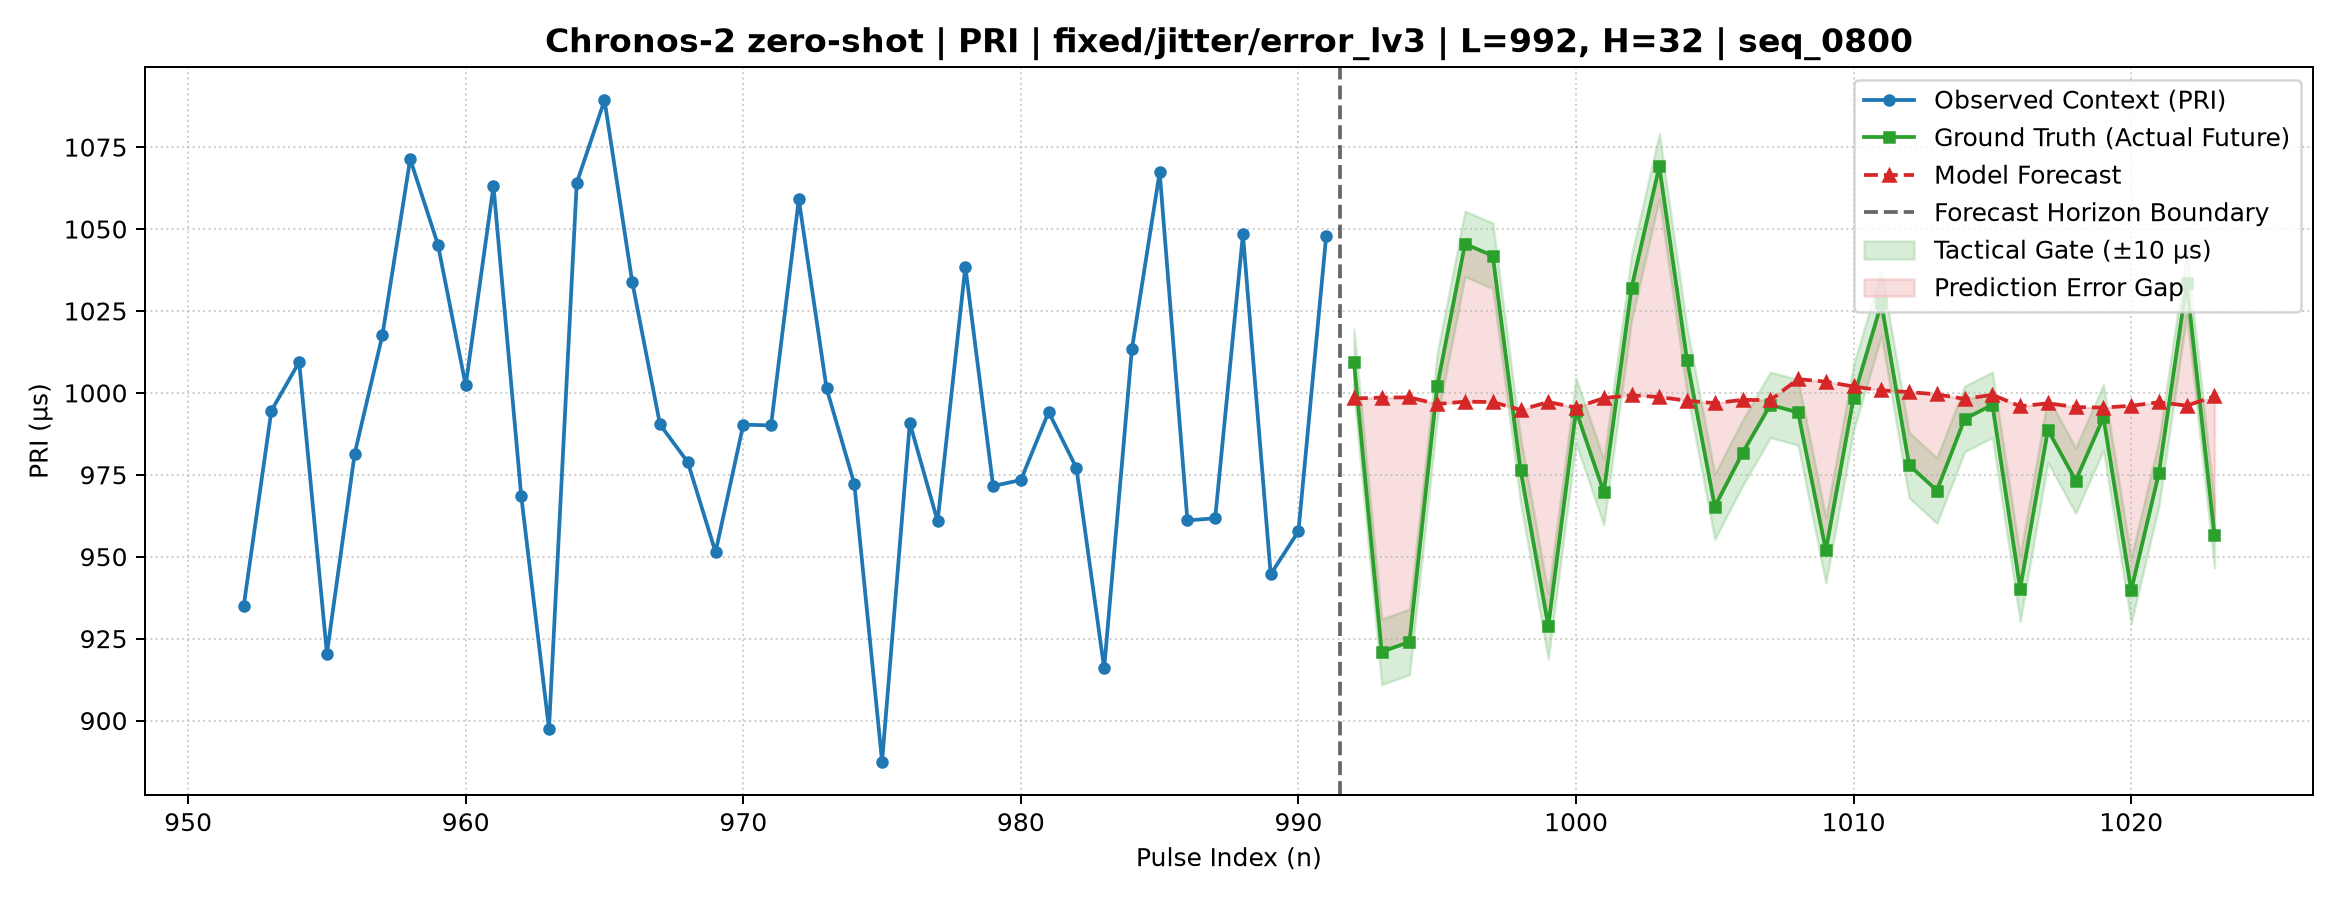 Chronos-2 zero-shot | PRI | fixed/jitter/error_lv3 | L=992, H=32 | seq_0800
Observed Context (PRI)
Ground Truth (Actual Future)
Model Forecast
Forecast Horizon Boundary
Tactical Gate (±10 µs)
Prediction Error Gap
PRI (µs)
1075
1050
1025
1000
975
950
925
900
950 960 970 980 990 1000 1010 1020
Pulse Index (n)